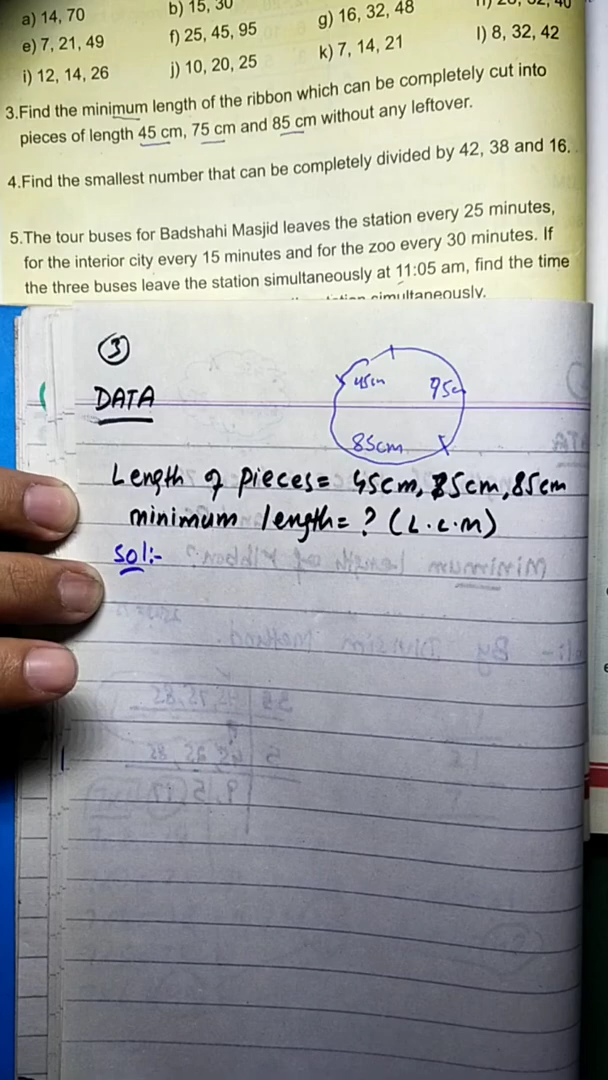 a) 14, 70
b) 15, 30
g) 16, 32, 48
e) 7, 21, 49
f) 25, 45, 95
k) 7, 14, 21
l) 8, 32, 42
i) 12, 14, 26
j) 10, 20, 25
3.Find the minimum length of the ribbon which can be completely cut into
pieces of length 45 cm, 75 cm and 85 cm without any leftover.
4.Find the smallest number that can be completely divided by 42, 38 and 16.
5.The tour buses for Badshahi Masjid leaves the station every 25 minutes,
for the interior city every 15 minutes and for the zoo every 30 minutes. If
the three buses leave the station simultaneously at 11:05 am, find the time
simultaneously.
3
DATA
45cm
85cm
Length of pieces= 45cm, 75cm, 85cm
minimum length= ? (L.c.m)
Sol:-